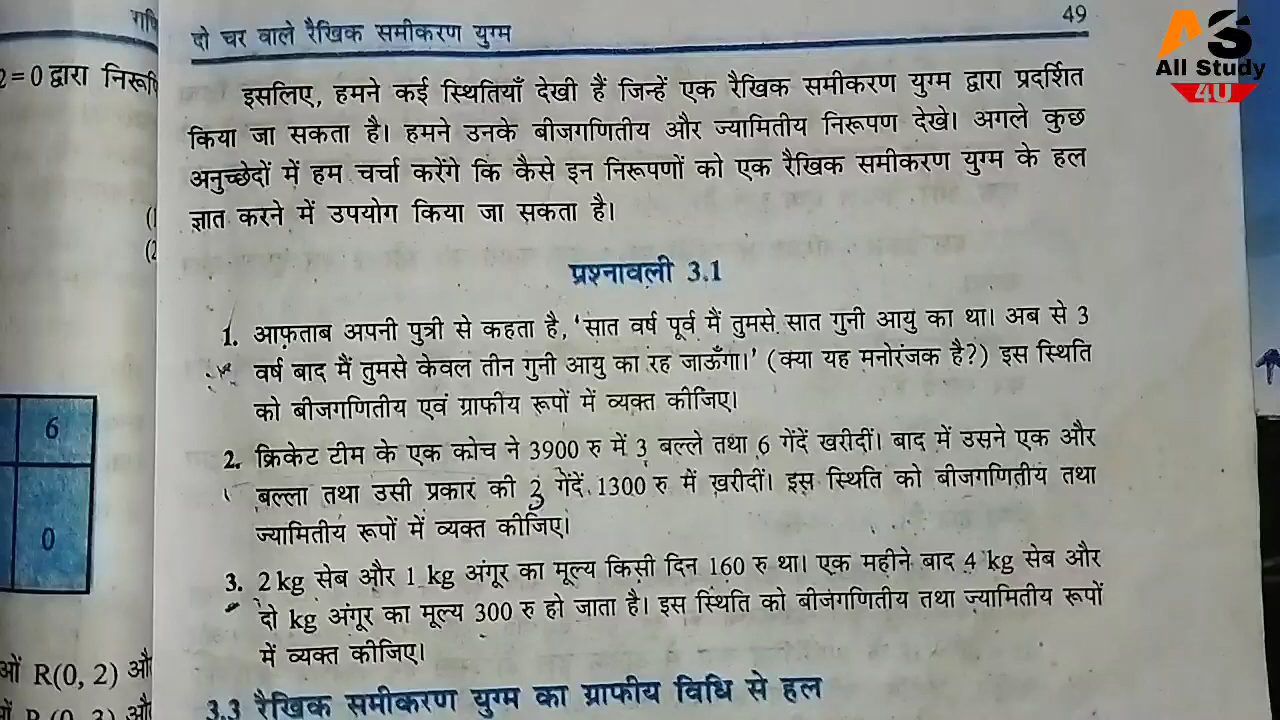 गणि
2 = 0 द्वारा निरूपि
(1
(2
6
0
ओं R(0, 2) औ
दो चर वाले रैखिक समीकरण युग्म
49
इसलिए, हमने कई स्थितियाँ देखी हैं जिन्हें एक रैखिक समीकरण युग्म द्वारा प्रदर्शित
किया जा सकता है। हमने उनके बीजगणितीय और ज्यामितीय निरूपण देखे। अगले कुछ
अनुच्छेदों में हम चर्चा करेंगे कि कैसे इन निरूपणों को एक रैखिक समीकरण युग्म के हल
ज्ञात करने में उपयोग किया जा सकता है।
प्रश्नावली 3.1
1. आफ़ताब अपनी पुत्री से कहता है, 'सात वर्ष पूर्व मैं तुमसे सात गुनी आयु का था। अब से 3
वर्ष बाद मैं तुमसे केवल तीन गुनी आयु का रह जाऊँगा।' (क्या यह मनोरंजक है?) इस स्थिति
को बीजगणितीय एवं ग्राफीय रूपों में व्यक्त कीजिए।
2. क्रिकेट टीम के एक कोच ने 3900 रु में 3 बल्ले तथा 6 गेंदें खरीदीं। बाद में उसने एक और
बल्ला तथा उसी प्रकार की 3 गेंदें 1300 रु में ख़रीदीं। इस स्थिति को बीजगणितीय तथा
ज्यामितीय रूपों में व्यक्त कीजिए।
3. 2 kg सेब और 1 kg अंगूर का मूल्य किसी दिन 160 रु था। एक महीने बाद 4 kg सेब और
दो kg अंगूर का मूल्य 300 रु हो जाता है। इस स्थिति को बीजगणितीय तथा ज्यामितीय रूपों
में व्यक्त कीजिए।
3.3 रैखिक समीकरण युग्म का ग्राफीय विधि से हल
AS
All Study
4U